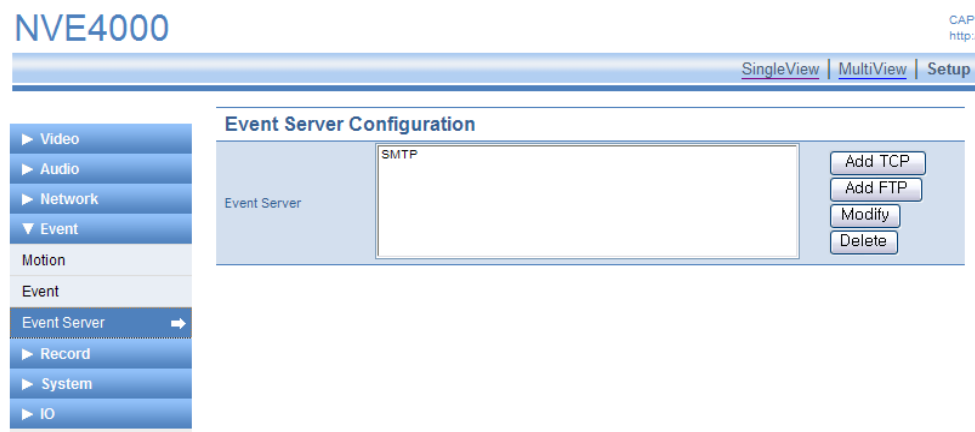 NVE4000
CAP
http:
SingleView | MultiView | Setup
Video
Audio
Network
Event
Motion
Event
Event Server
Record
System
IO
Event Server Configuration
Event Server
SMTP
Add TCP
Add FTP
Modify
Delete